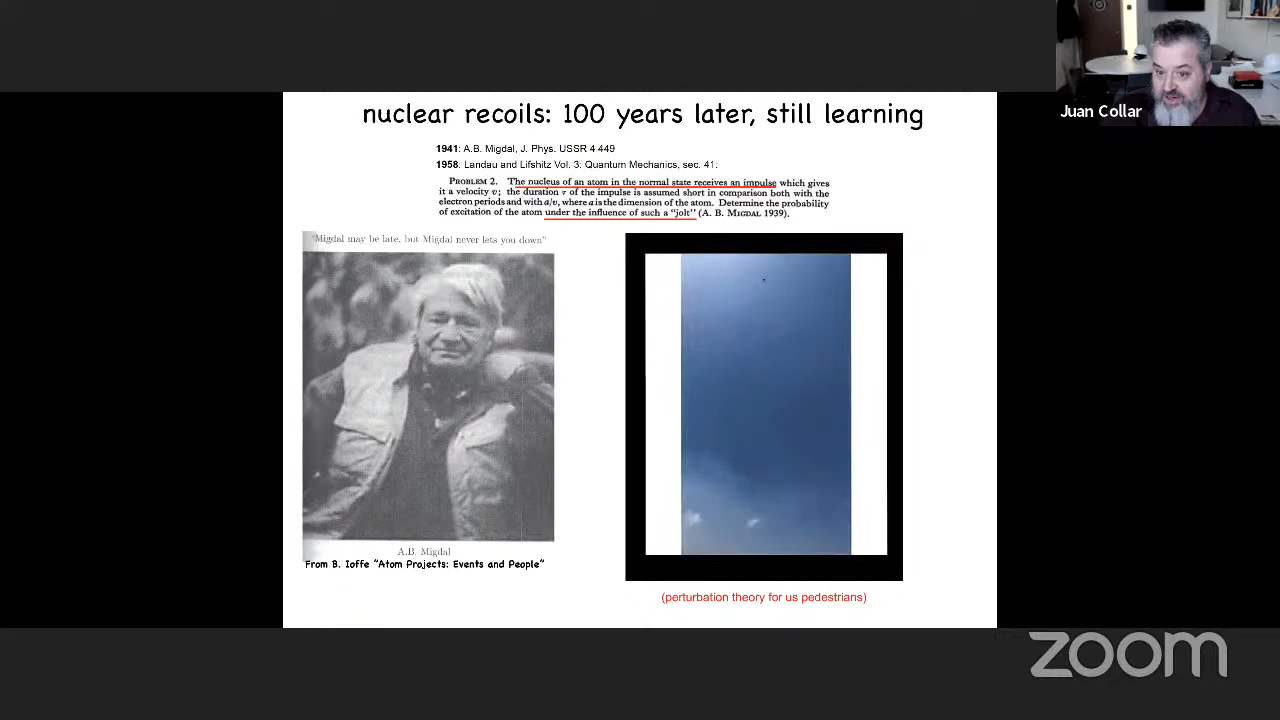 nuclear recoils: 100 years later, still learning
Juan Collar
1941: A.B. Migdal, J. Phys. USSR 4 449
1958: Landau and Lifshitz Vol. 3: Quantum Mechanics, sec. 41:
PROBLEM 2. The nucleus of an atom in the normal state receives an impulse which gives
it a velocity v; the duration τ of the impulse is assumed short in comparison both with the
electron periods and with a/v, where a is the dimension of the atom. Determine the probability
of excitation of the atom under the influence of such a "jolt" (A. B. MIGDAL 1939).
"Migdal may be late, but Migdal never lets you down"
A.B. Migdal
From B. Ioffe "Atom Projects: Events and People"
(perturbation theory for us pedestrians)
zoom